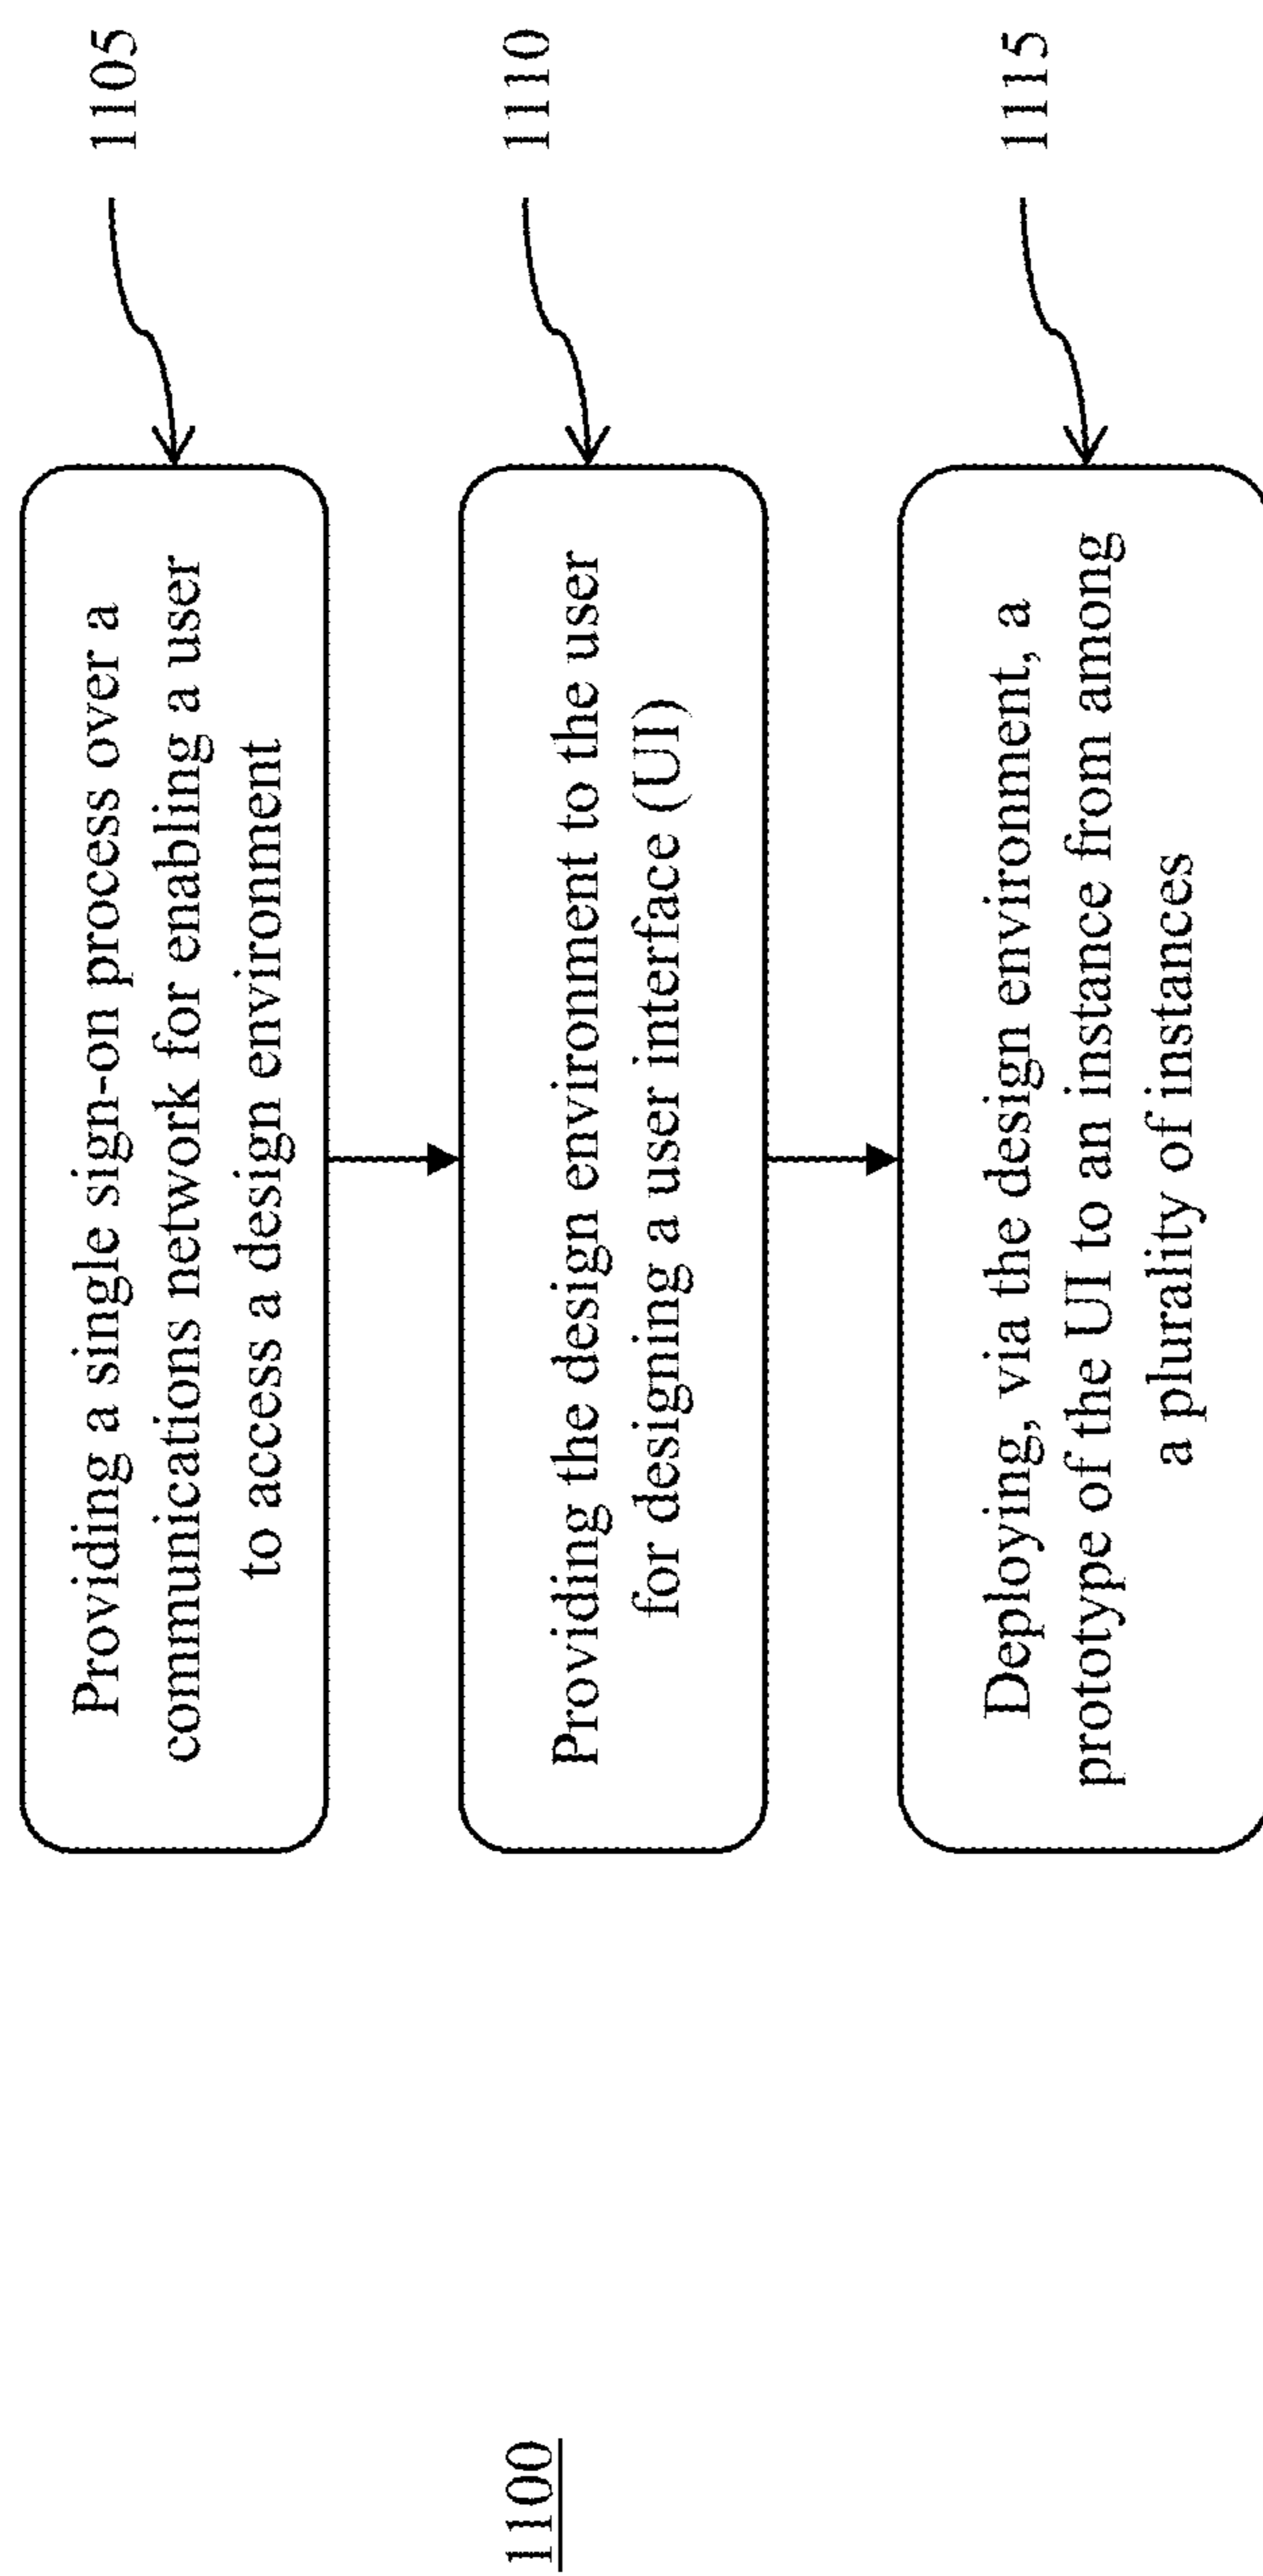 1100
Providing a single sign-on process over a
communications network for enabling a user
to access a design environment
1105
Providing the design environment to the user
for designing a user interface (UI)
1110
Deploying, via the design environment, a
prototype of the UI to an instance from among
a plurality of instances
1115